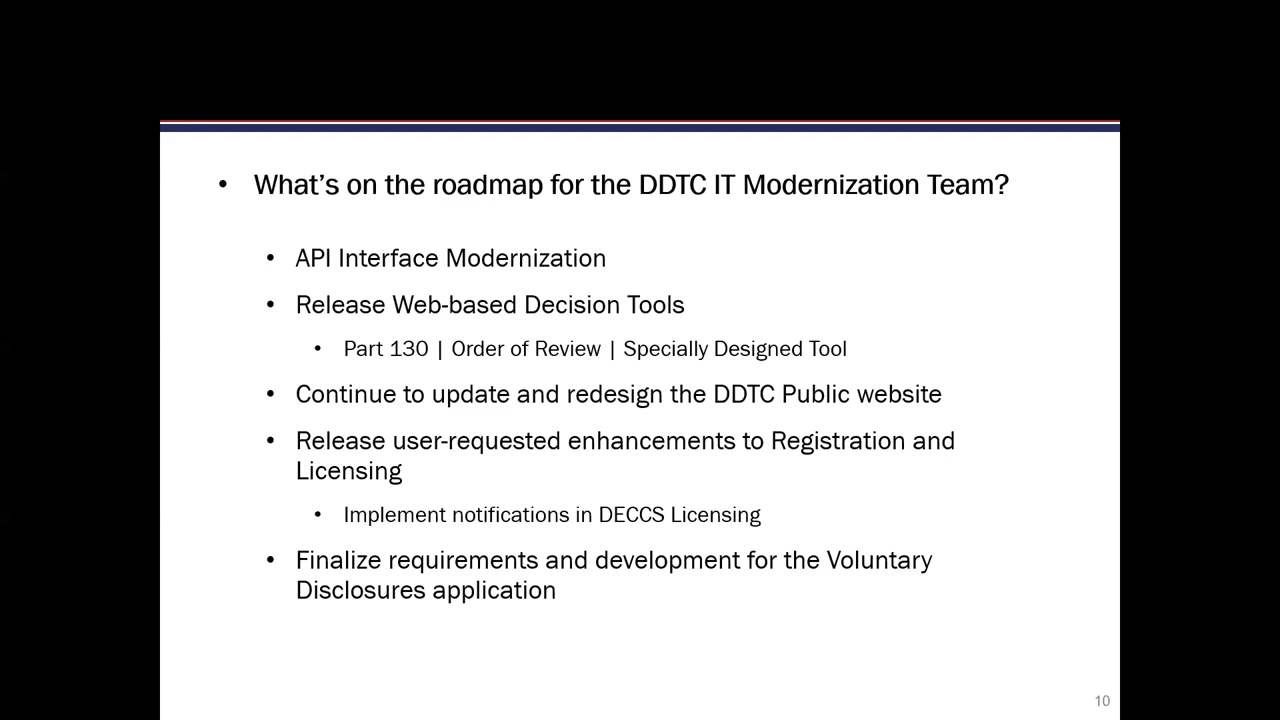 • What’s on the roadmap for the DDTC IT Modernization Team?
• API Interface Modernization
• Release Web-based Decision Tools
• Part 130 | Order of Review | Specially Designed Tool
• Continue to update and redesign the DDTC Public website
• Release user-requested enhancements to Registration and
Licensing
• Implement notifications in DECCS Licensing
• Finalize requirements and development for the Voluntary
Disclosures application
10